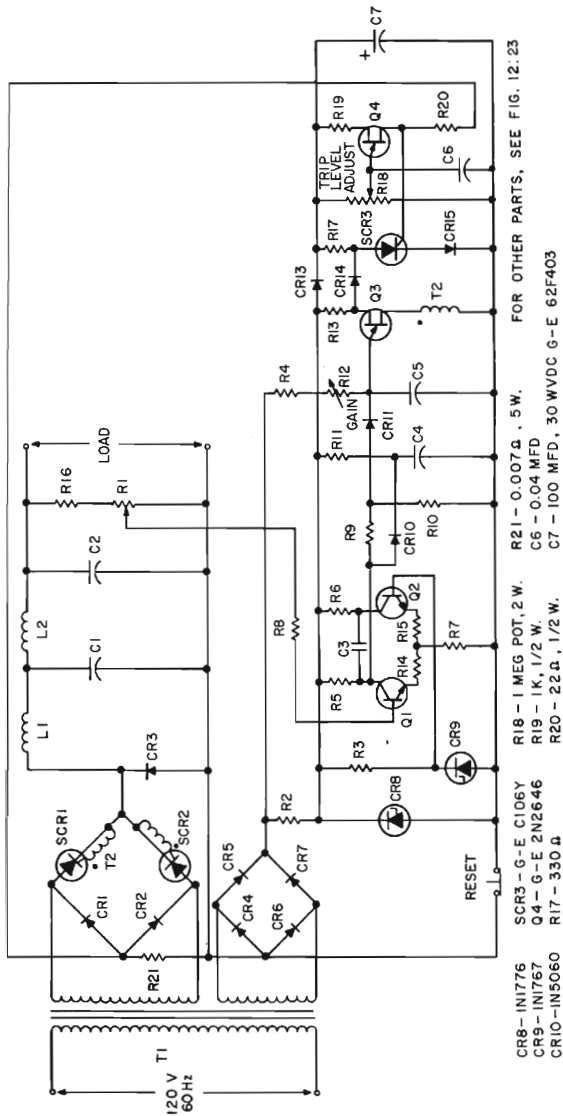 120 V
60 Hz
T1
R21
CR1
CR2
SCR1
T2
SCR2
CR3
L1
L2
C1
C2
R16
R1
LOAD
CR4
CR5
CR6
CR7
R2
R8
R4
RESET
CR8
CR9
R3
R5
R6
C3
Q1
Q2
R14
R15
R7
R9
CR10
R10
R11
C4
CR11
GAIN
R12
C5
R13
Q3
T2
CR13
CR14
R17
SCR3
CR15
TRIP
LEVEL
ADJUST
R18
R19
Q4
R20
C6
C7
+
CR8-1N1776
CR9-1N1767
CR10-1N5060
SCR3-G-E C106Y
Q4-G-E 2N2646
R17-330Ω
R18-1 MEG POT, 2 W.
R19-1K, 1/2 W.
R20-22Ω, 1/2 W.
R21-0.007Ω, 5 W.
C6-0.04 MFD
C7-100 MFD, 30 WVDC G-E 62F403
FOR OTHER PARTS, SEE FIG. 12:23